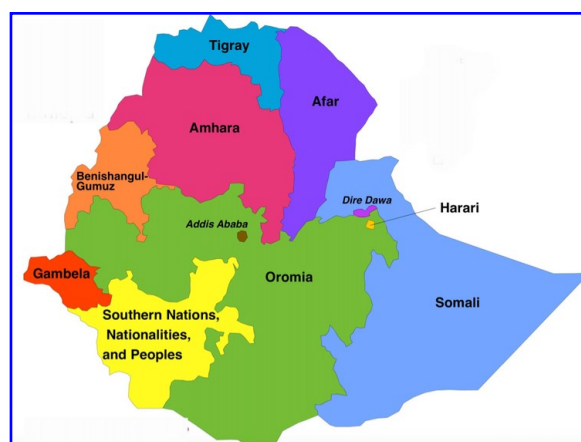 Tigray
Afar
Amhara
Benishangul-
Gumuz
Dire Dawa
Harari
Addis Ababa
Gambela
Oromia
Somali
Southern Nations,
Nationalities,
and Peoples